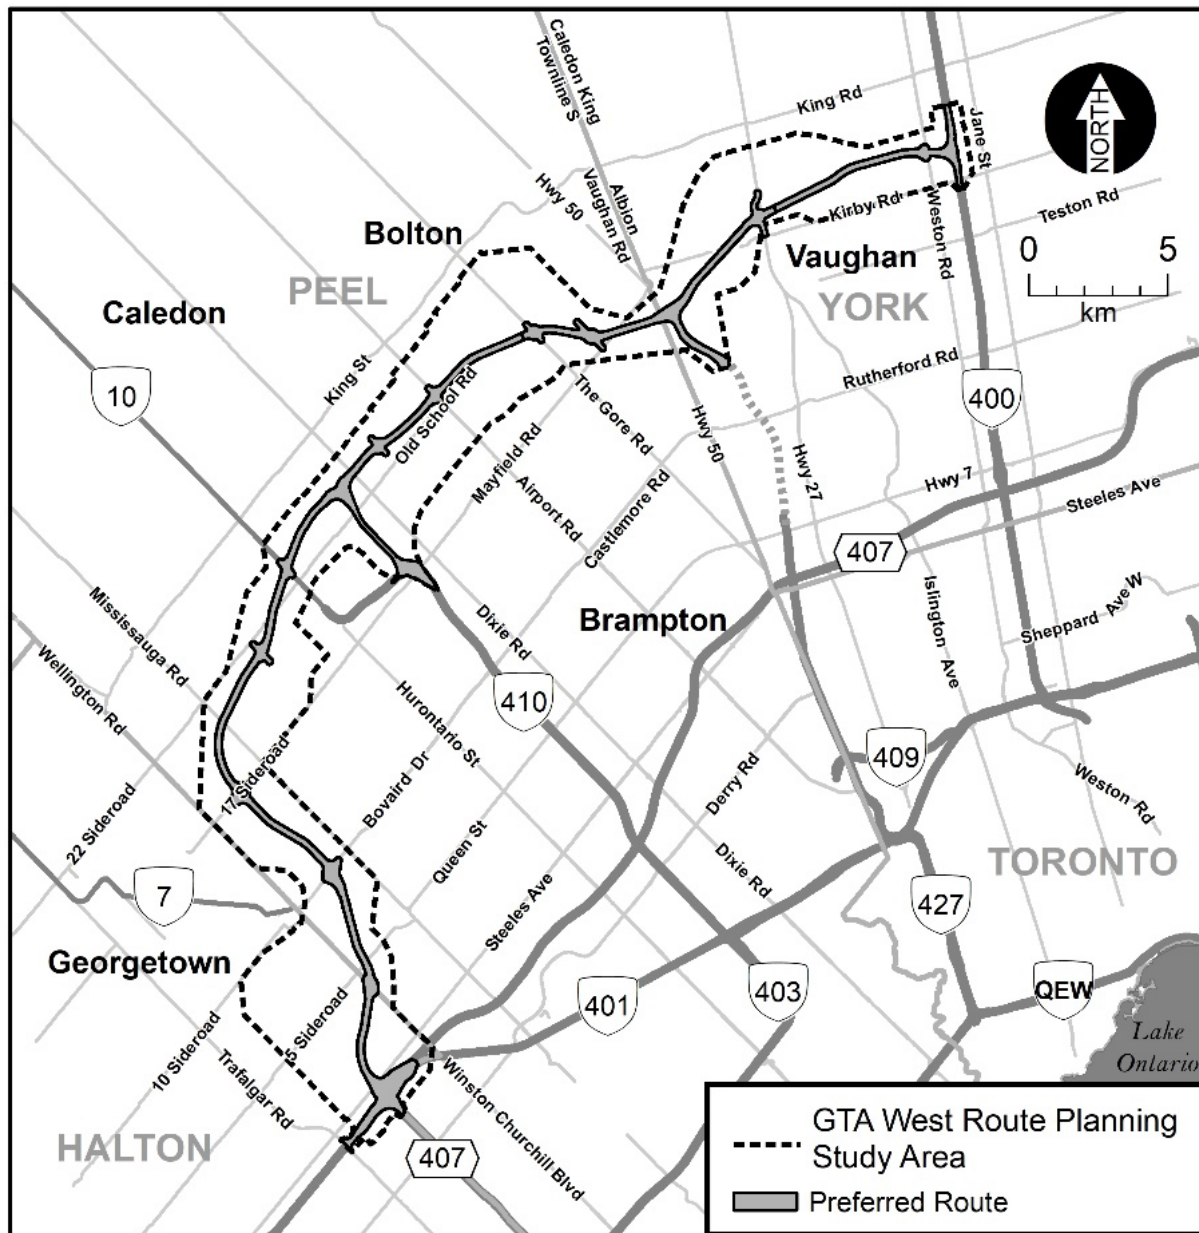 Caledon King
Townline S
King Rd
Jane St
NORTH
Hwy 50
Albion
Vaughan Rd
Kirby Rd
Weston Rd
Teston Rd
Bolton
PEEL
Vaughan
YORK
0 5
km
Caledon
10
King St
Old School Rd
The Gore Rd
Mayfield Rd
Airport Rd
Castlemore Rd
Hwy 50
Hwy 27
Rutherford Rd
400
Hwy 7
Steeles Ave
407
Mississauga Rd
Wellington Rd
Dixie Rd
Brampton
Islington Ave
Sheppard Ave W
410
Hurontario St
17 Sideroad
Bovaird Dr
22 Sideroad
Queen St
Derry Rd
409
Weston Rd
7
Steeles Ave
Dixie Rd
TORONTO
427
Georgetown
401
403
QEW
10 Sideroad
5 Sideroad
Trafalgar Rd
Winston Churchill Blvd
Lake
Ontario
HALTON
407
GTA West Route Planning
Study Area
Preferred Route